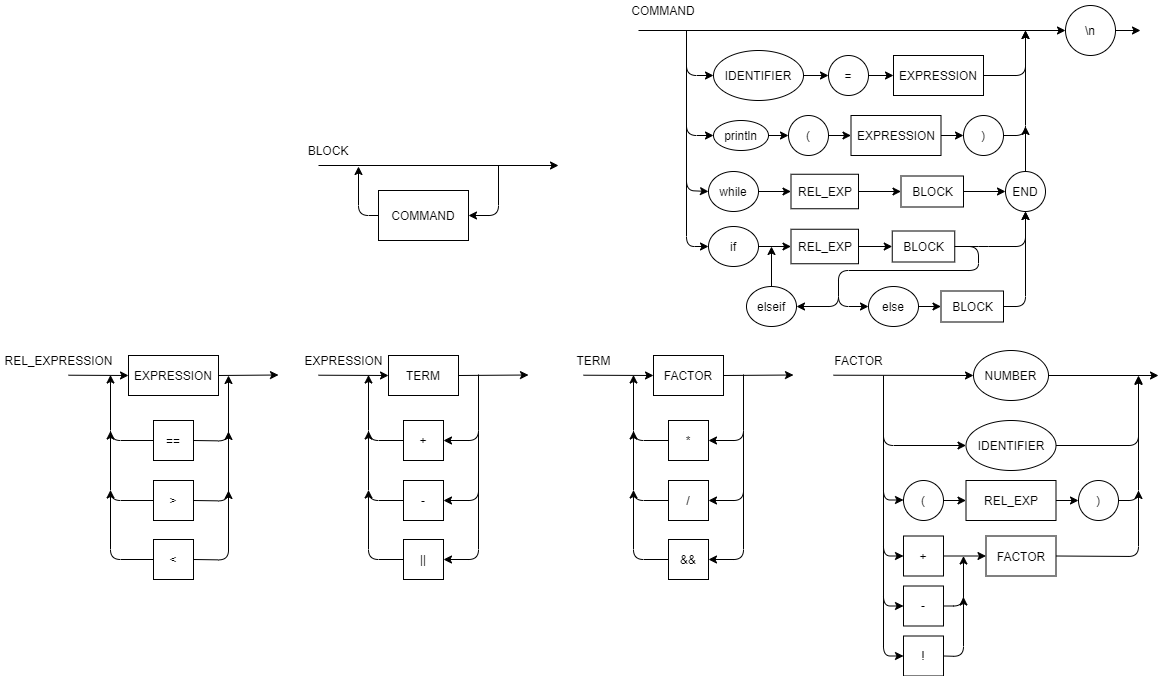 COMMAND
\n
IDENTIFIER = EXPRESSION
println ( EXPRESSION )
BLOCK
COMMAND
while REL_EXP BLOCK END
if REL_EXP BLOCK
elseif else BLOCK
REL_EXPRESSION
EXPRESSION
==
>
<
EXPRESSION
TERM
+
-
||
TERM
FACTOR
*
/
&&
FACTOR
NUMBER
IDENTIFIER
( REL_EXP )
+ FACTOR
-
!